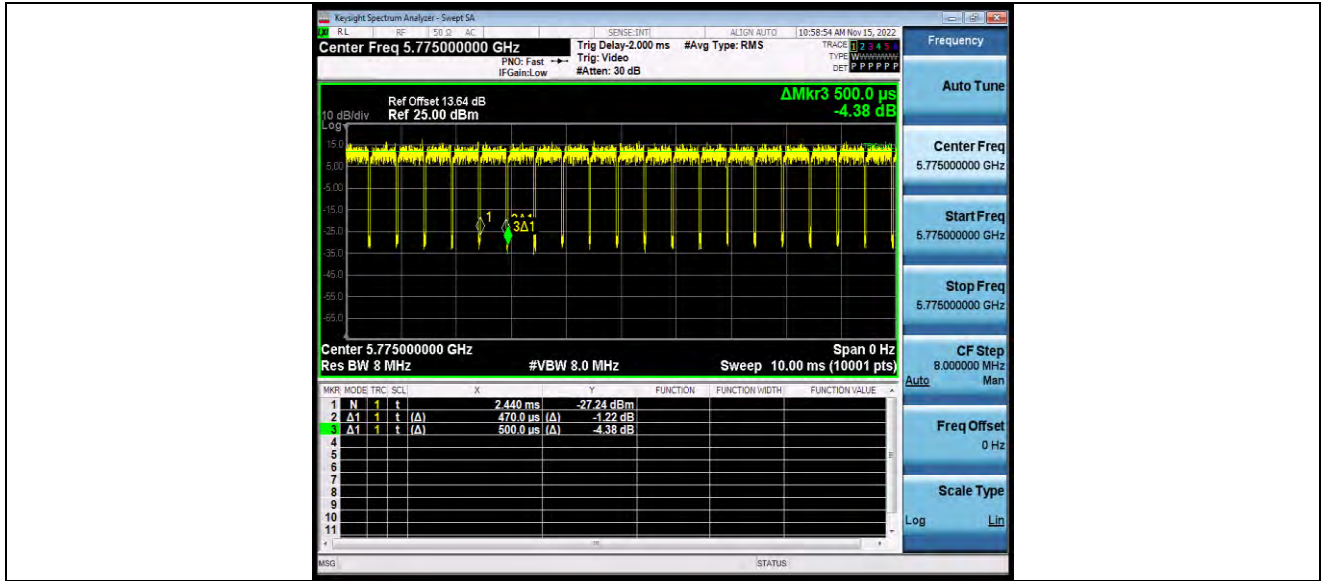 Keysight Spectrum Analyzer - Swept SA
RL RF 50 Ω AC SENSE:INT ALIGN AUTO 10:58:54 AM Nov 15, 2022
Center Freq 5.775000000 GHz
PNO: Fast
IFGain:Low
Trig Delay-2.000 ms
Trig: Video
#Atten: 30 dB
#Avg Type: RMS
TRACE 1 2 3 4 5 6
TYPE
DET P P P P P P
Frequency
Auto Tune
Center Freq
5.775000000 GHz
Start Freq
5.775000000 GHz
Stop Freq
5.775000000 GHz
CF Step
8.000000 MHz
Auto Man
Freq Offset
0 Hz
Scale Type
Log Lin
ΔMkr3 500.0 µs
-4.38 dB
Ref Offset 13.64 dB
10 dB/div Ref 25.00 dBm
Log
15.0
5.00
-5.00
-15.0
-25.0
-35.0
-45.0
-55.0
-65.0
1
3Δ1
Center 5.775000000 GHz Span 0 Hz
Res BW 8 MHz #VBW 8.0 MHz Sweep 10.00 ms (10001 pts)
MKR MODE TRC SCL X Y FUNCTION FUNCTION WIDTH FUNCTION VALUE
1 N 1 t 2.440 ms -27.24 dBm
2 Δ1 1 t (Δ) 470.0 µs (Δ) -1.22 dB
3 Δ1 1 t (Δ) 500.0 µs (Δ) -4.38 dB
4
5
6
7
8
9
10
11
MSG STATUS